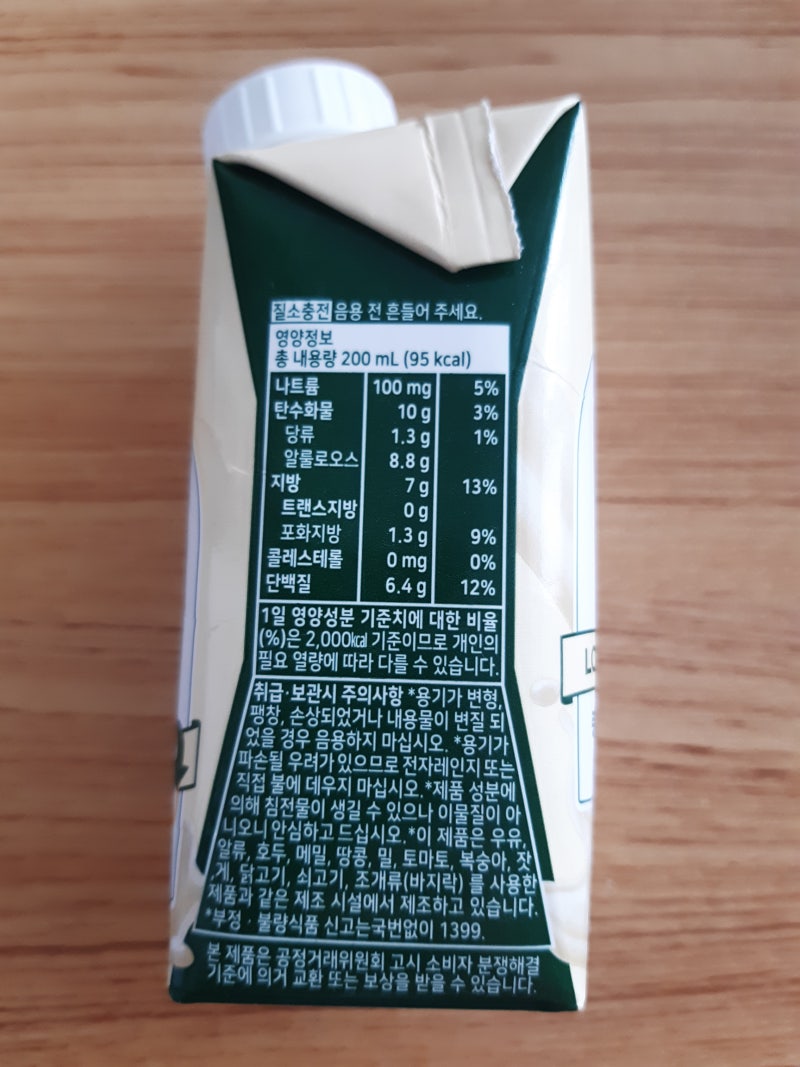 질소충전 음용 전 흔들어 주세요.
영양정보
총 내용량 200 mL (95 kcal)
나트륨 100 mg 5%
탄수화물 10 g 3%
당류 1.3 g 1%
알룰로오스 8.8 g
지방 7 g 13%
트랜스지방 0 g
포화지방 1.3 g 9%
콜레스테롤 0 mg 0%
단백질 6.4 g 12%
1일 영양성분 기준치에 대한 비율
(%)은 2,000㎉ 기준이므로 개인의
필요 열량에 따라 다를 수 있습니다.
취급·보관시 주의사항 *용기가 변형,
팽창, 손상되었거나 내용물이 변질 되
었을 경우 음용하지 마십시오. *용기가
파손될 우려가 있으므로 전자레인지 또는
직접 불에 데우지 마십시오.*제품 성분에
의해 침전물이 생길 수 있으나 이물질이 아
니오니 안심하고 드십시오.*이 제품은 우유,
알류, 호두, 메밀, 땅콩, 밀, 토마토, 복숭아, 잣
,게, 닭고기, 쇠고기, 조개류(바지락) 를 사용한
제품과 같은 제조 시설에서 제조하고 있습니다.
*부정·불량식품 신고는국번없이 1399.
본 제품은 공정거래위원회 고시 소비자 분쟁해결
기준에 의거 교환 또는 보상을 받을 수 있습니다.